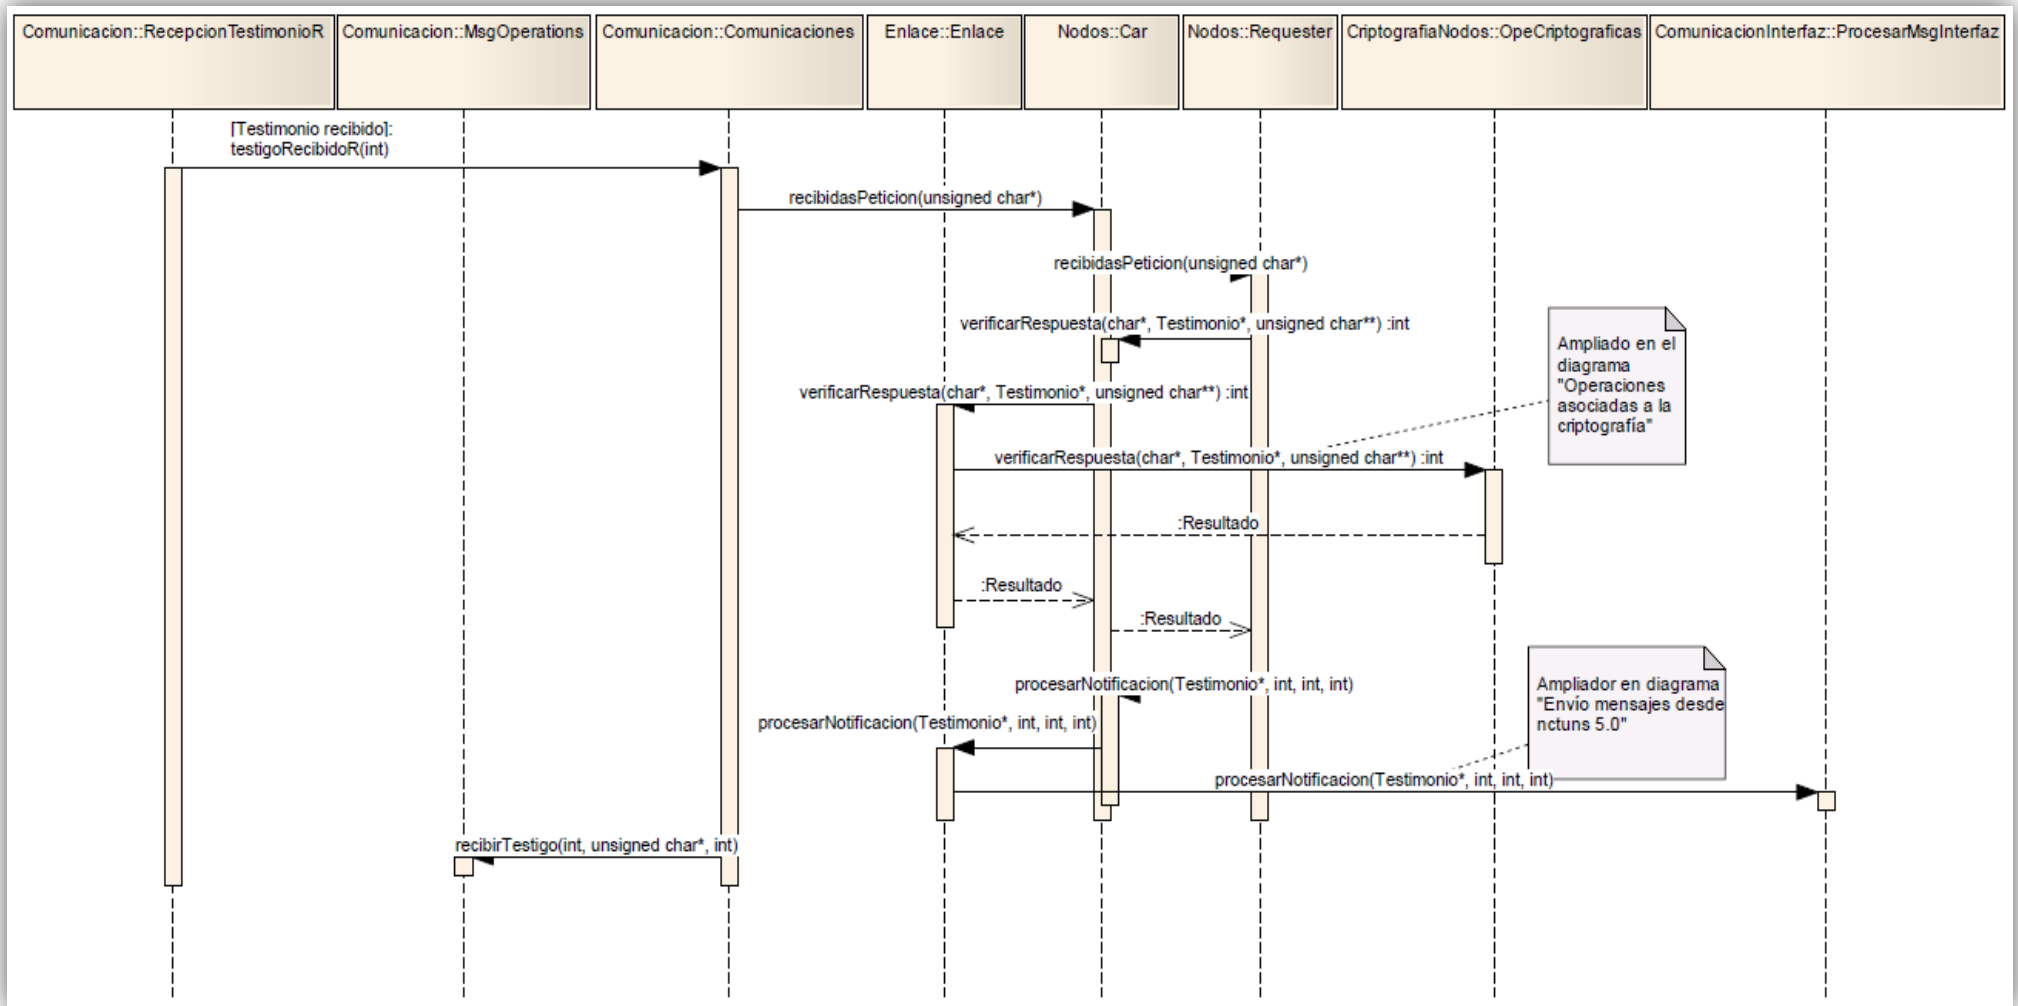 Comunicacion::RecepcionTestimonioR
Comunicacion::MsgOperations
Comunicacion::Comunicaciones
Enlace::Enlace
Nodos::Car
Nodos::Requester
CriptografiaNodos::OpeCriptograficas
ComunicacionInterfaz::ProcesarMsgInterfaz
[Testimonio recibido]:
testigoRecibidoR(int)
recibidasPeticion(unsigned char*)
recibidasPeticion(unsigned char*)
verificarRespuesta(char*, Testimonio*, unsigned char**) :int
Ampliado en el
diagrama
"Operaciones
asociadas a la
criptografía"
verificarRespuesta(char*, Testimonio*, unsigned char**) :int
verificarRespuesta(char*, Testimonio*, unsigned char**) :int
:Resultado
:Resultado
:Resultado
procesarNotificacion(Testimonio*, int, int, int)
Ampliador en diagrama
"Envío mensajes desde
nctuns 5.0"
procesarNotificacion(Testimonio*, int, int, int)
procesarNotificacion(Testimonio*, int, int, int)
recibirTestigo(int, unsigned char*, int)